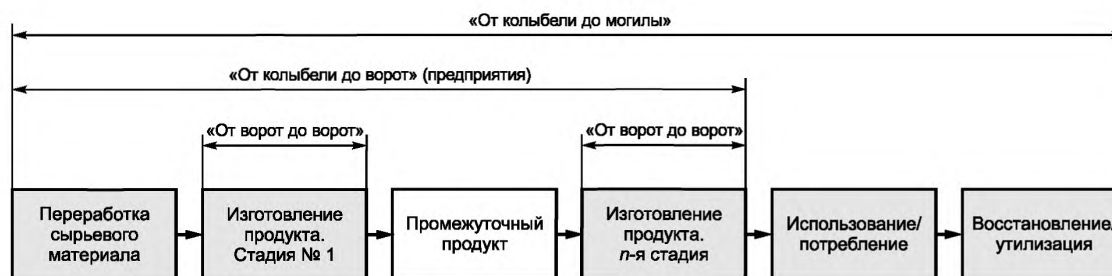 «От колыбели до могилы»
«От колыбели до ворот» (предприятия)
«От ворот до ворот»
«От ворот до ворот»
Переработка
сырьевого
материала
Изготовление
продукта.
Стадия № 1
Промежуточный
продукт
Изготовление
продукта.
n-я стадия
Использование/
потребление
Восстановление/
утилизация